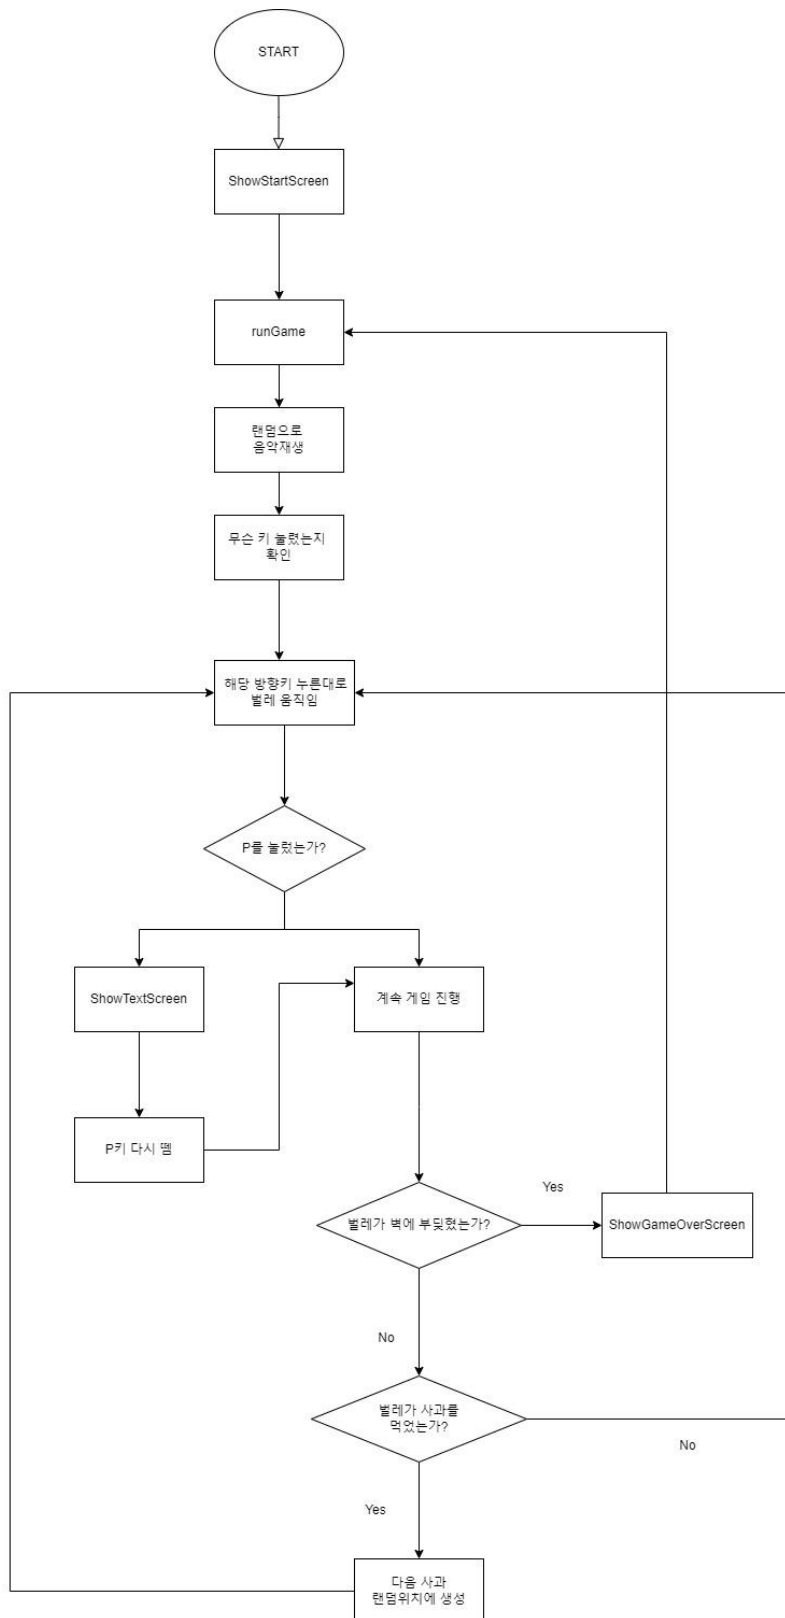 START
ShowStartScreen
runGame
랜덤으로
음악재생
무슨 키 눌렸는지
확인
해당 방향키 누른대로
벌레 움직임
P를 눌렀는가?
ShowTextScreen
계속 게임 진행
P키 다시 뗌
벌레가 벽에 부딪혔는가?
Yes
ShowGameOverScreen
No
벌레가 사과를
먹었는가?
No
Yes
다음 사과
랜덤위치에 생성